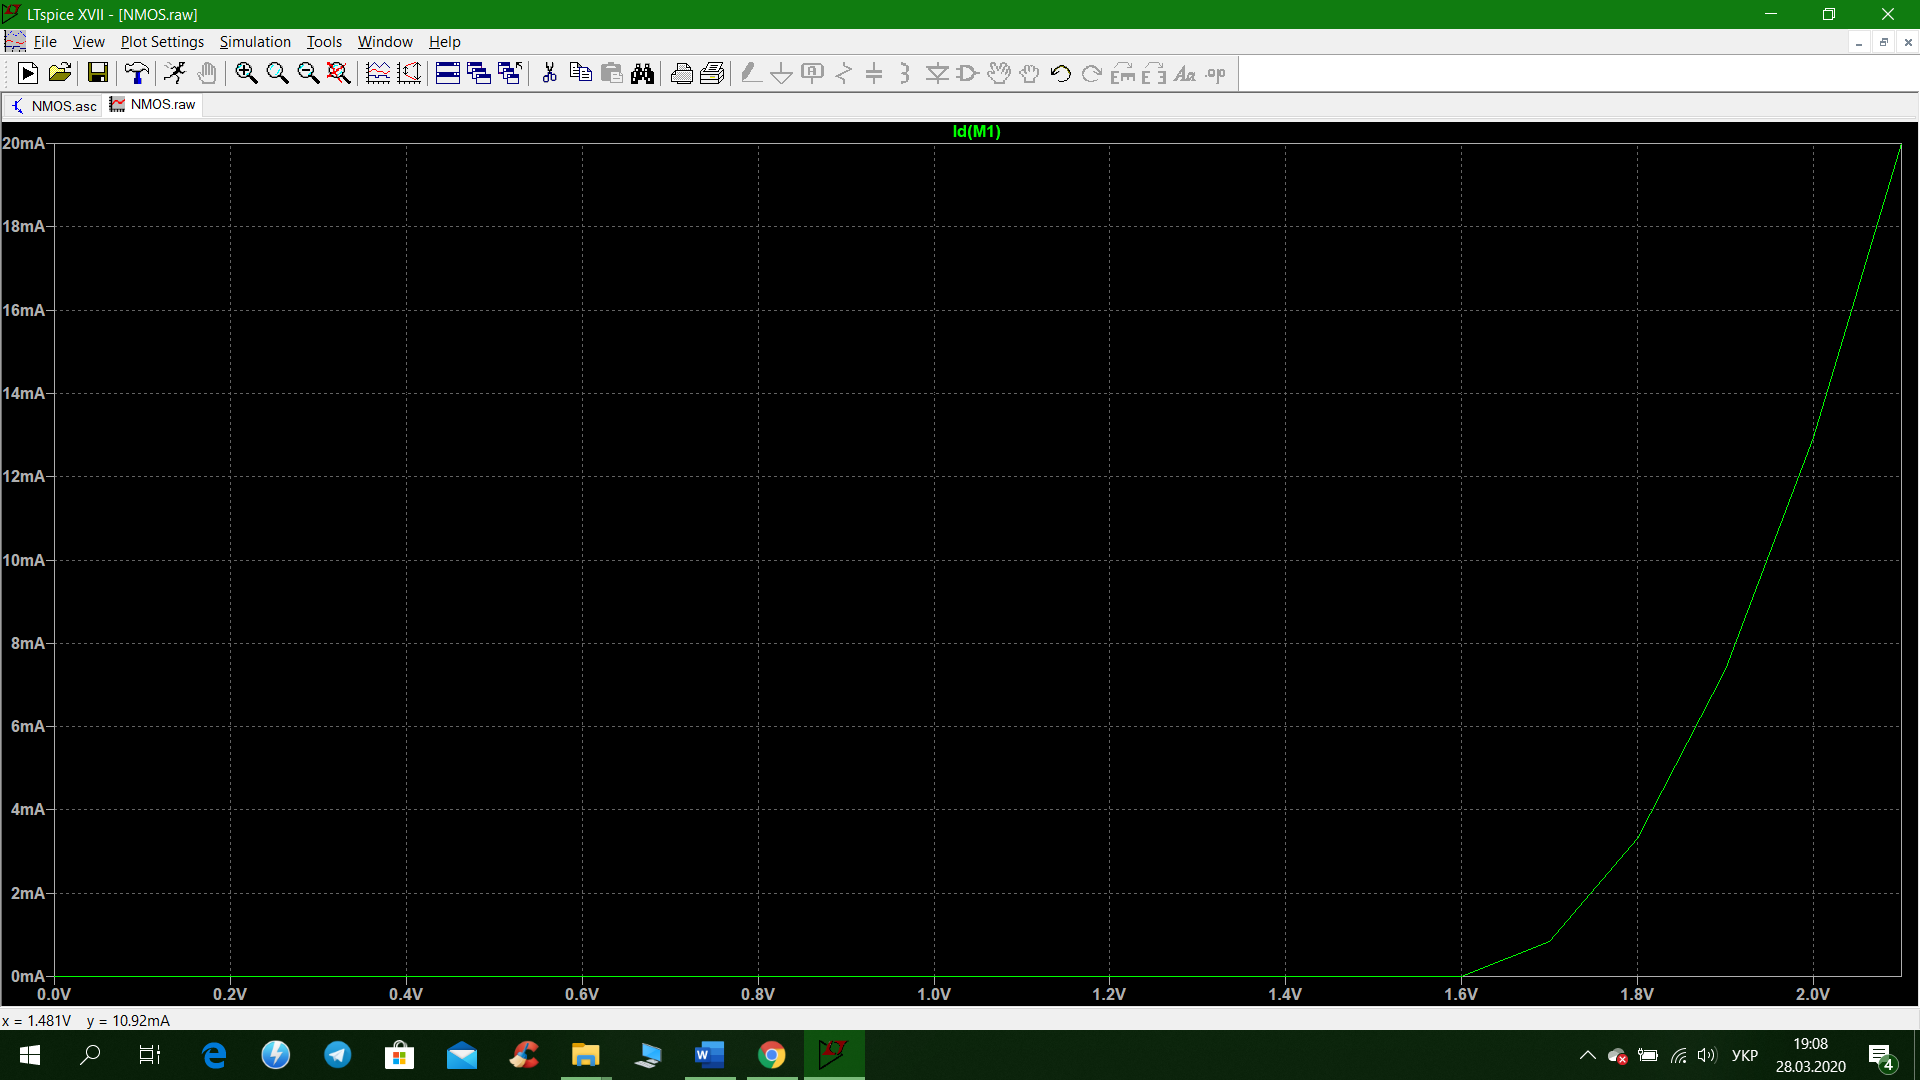 LTspice XVII - [NMOS.raw]
File View Plot Settings Simulation Tools Window Help
NMOS.asc NMOS.raw
Id(M1)
20mA
18mA
16mA
14mA
12mA
10mA
8mA
6mA
4mA
2mA
0mA
0.0V 0.2V 0.4V 0.6V 0.8V 1.0V 1.2V 1.4V 1.6V 1.8V 2.0V
x = 1.481V y = 10.92mA
УКР
19:08
28.03.2020
4